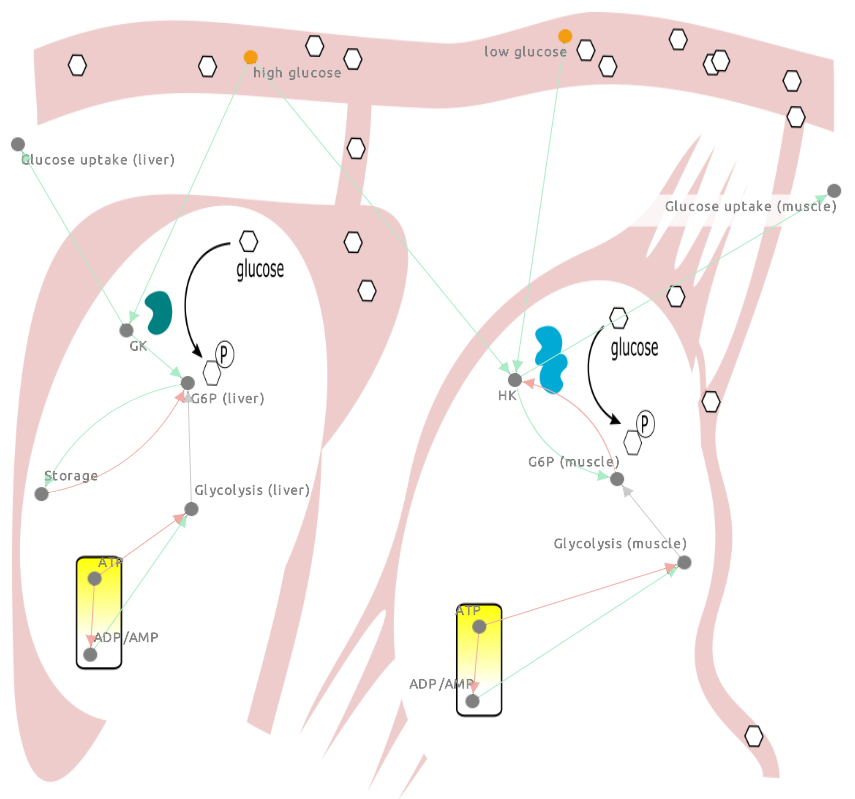 low glucose
high glucose
Glucose uptake (liver)
Glucose uptake (muscle)
glucose
GK
glucose
P
G6P (liver)
HK
P
G6P (muscle)
Storage
Glycolysis (liver)
Glycolysis (muscle)
ATP
ATP
ADP/AMP
ADP/AMP